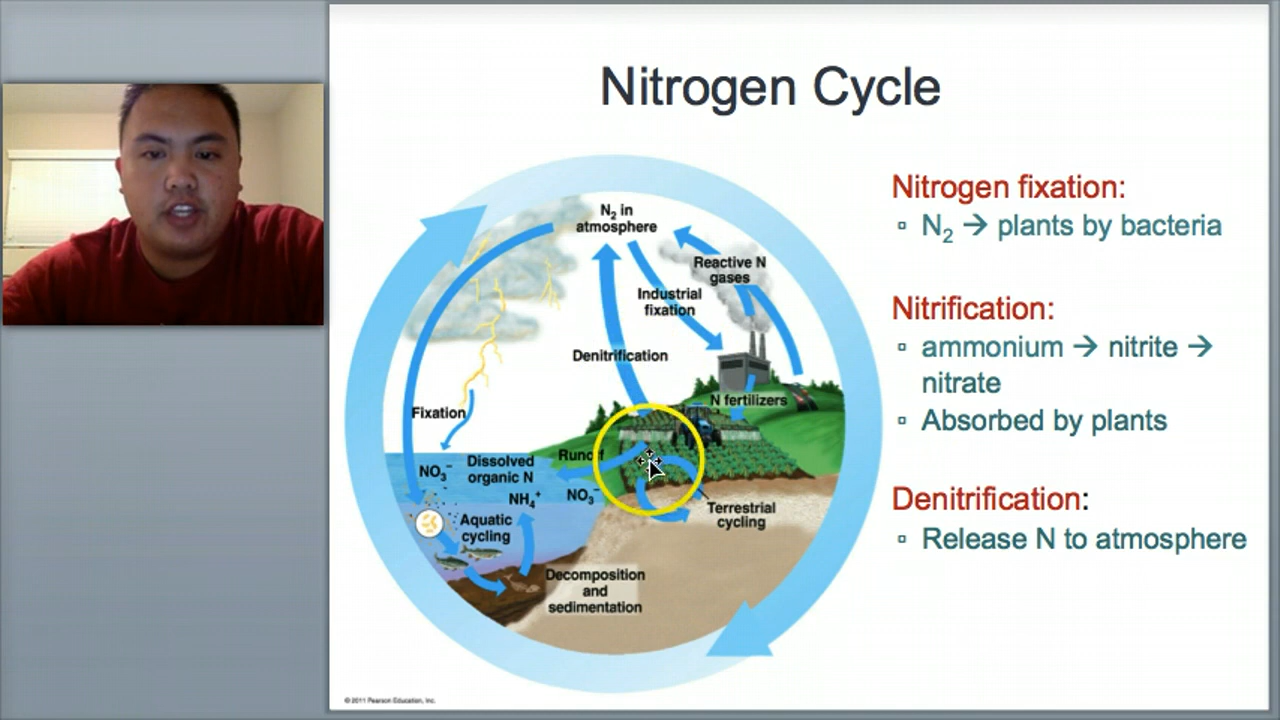 Nitrogen Cycle
N₂ in
atmosphere
Reactive N
gases
Industrial
fixation
Denitrification
N fertilizers
Fixation
Runoff
NO₃⁻
Dissolved
organic N
NH₄⁺
NO₃⁻
Aquatic
cycling
Terrestrial
cycling
Decomposition
and
sedimentation
© 2011 Pearson Education, Inc.
Nitrogen fixation:
▫ N₂ → plants by bacteria
Nitrification:
▫ ammonium → nitrite →
nitrate
▫ Absorbed by plants
Denitrification:
▫ Release N to atmosphere